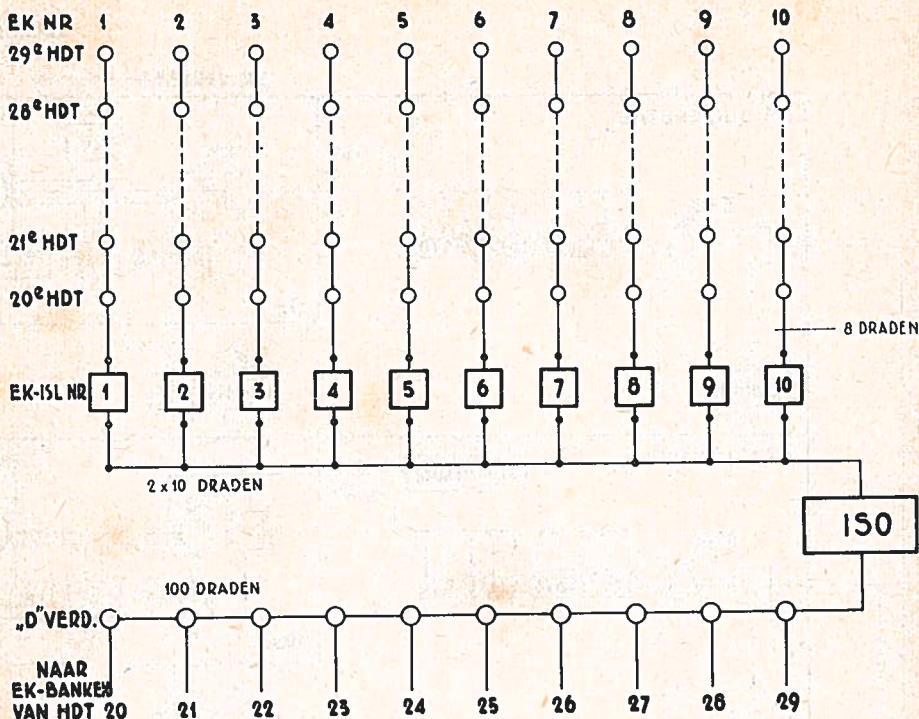 EK NR 1 2 3 4 5 6 7 8 9 10
29e HDT
28e HDT
21e HDT
20e HDT
8 DRADEN
EK-ISL NR 1 2 3 4 5 6 7 8 9 10
2 x 10 DRADEN
ISO
100 DRADEN
„D" VERD.
NAAR
EK-BANKEN
VAN HDT 20 21 22 23 24 25 26 27 28 29